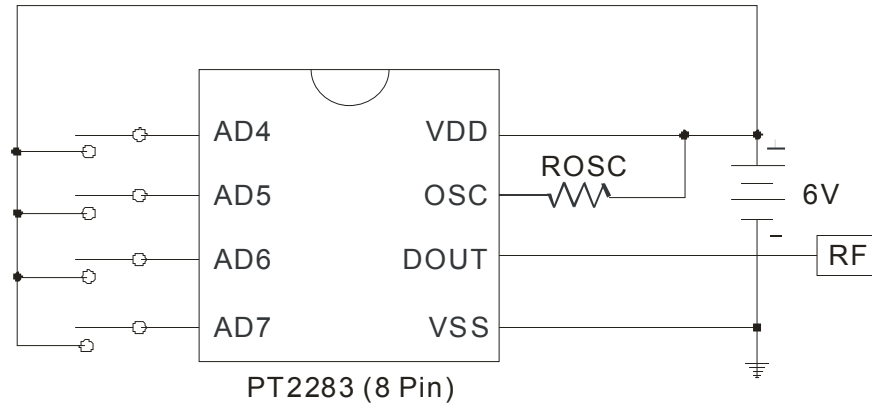 AD4 VDD
ROSC
AD5 OSC
+
6V
AD6 DOUT
-
RF
AD7 VSS
PT2283 (8 Pin)